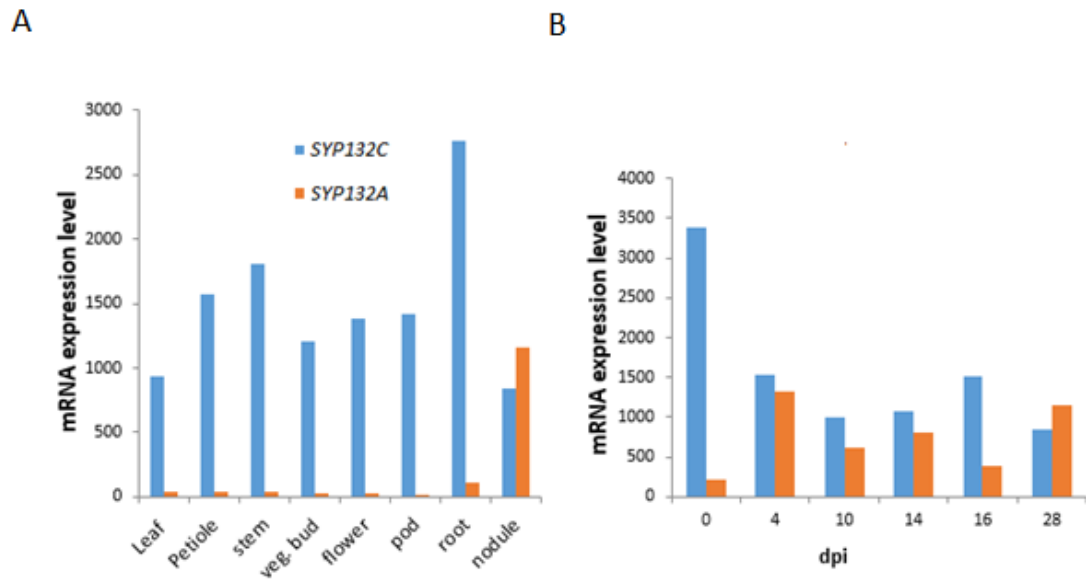 A
B
3000
2500
2000
1500
1000
500
0
mRNA expression level
SYP132C
SYP132A
Leaf
Petiole
stem
veg. bud
flower
pod
root
nodule
4000
3500
3000
2500
2000
1500
1000
500
0
mRNA expression level
0 4 10 14 16 28
dpi